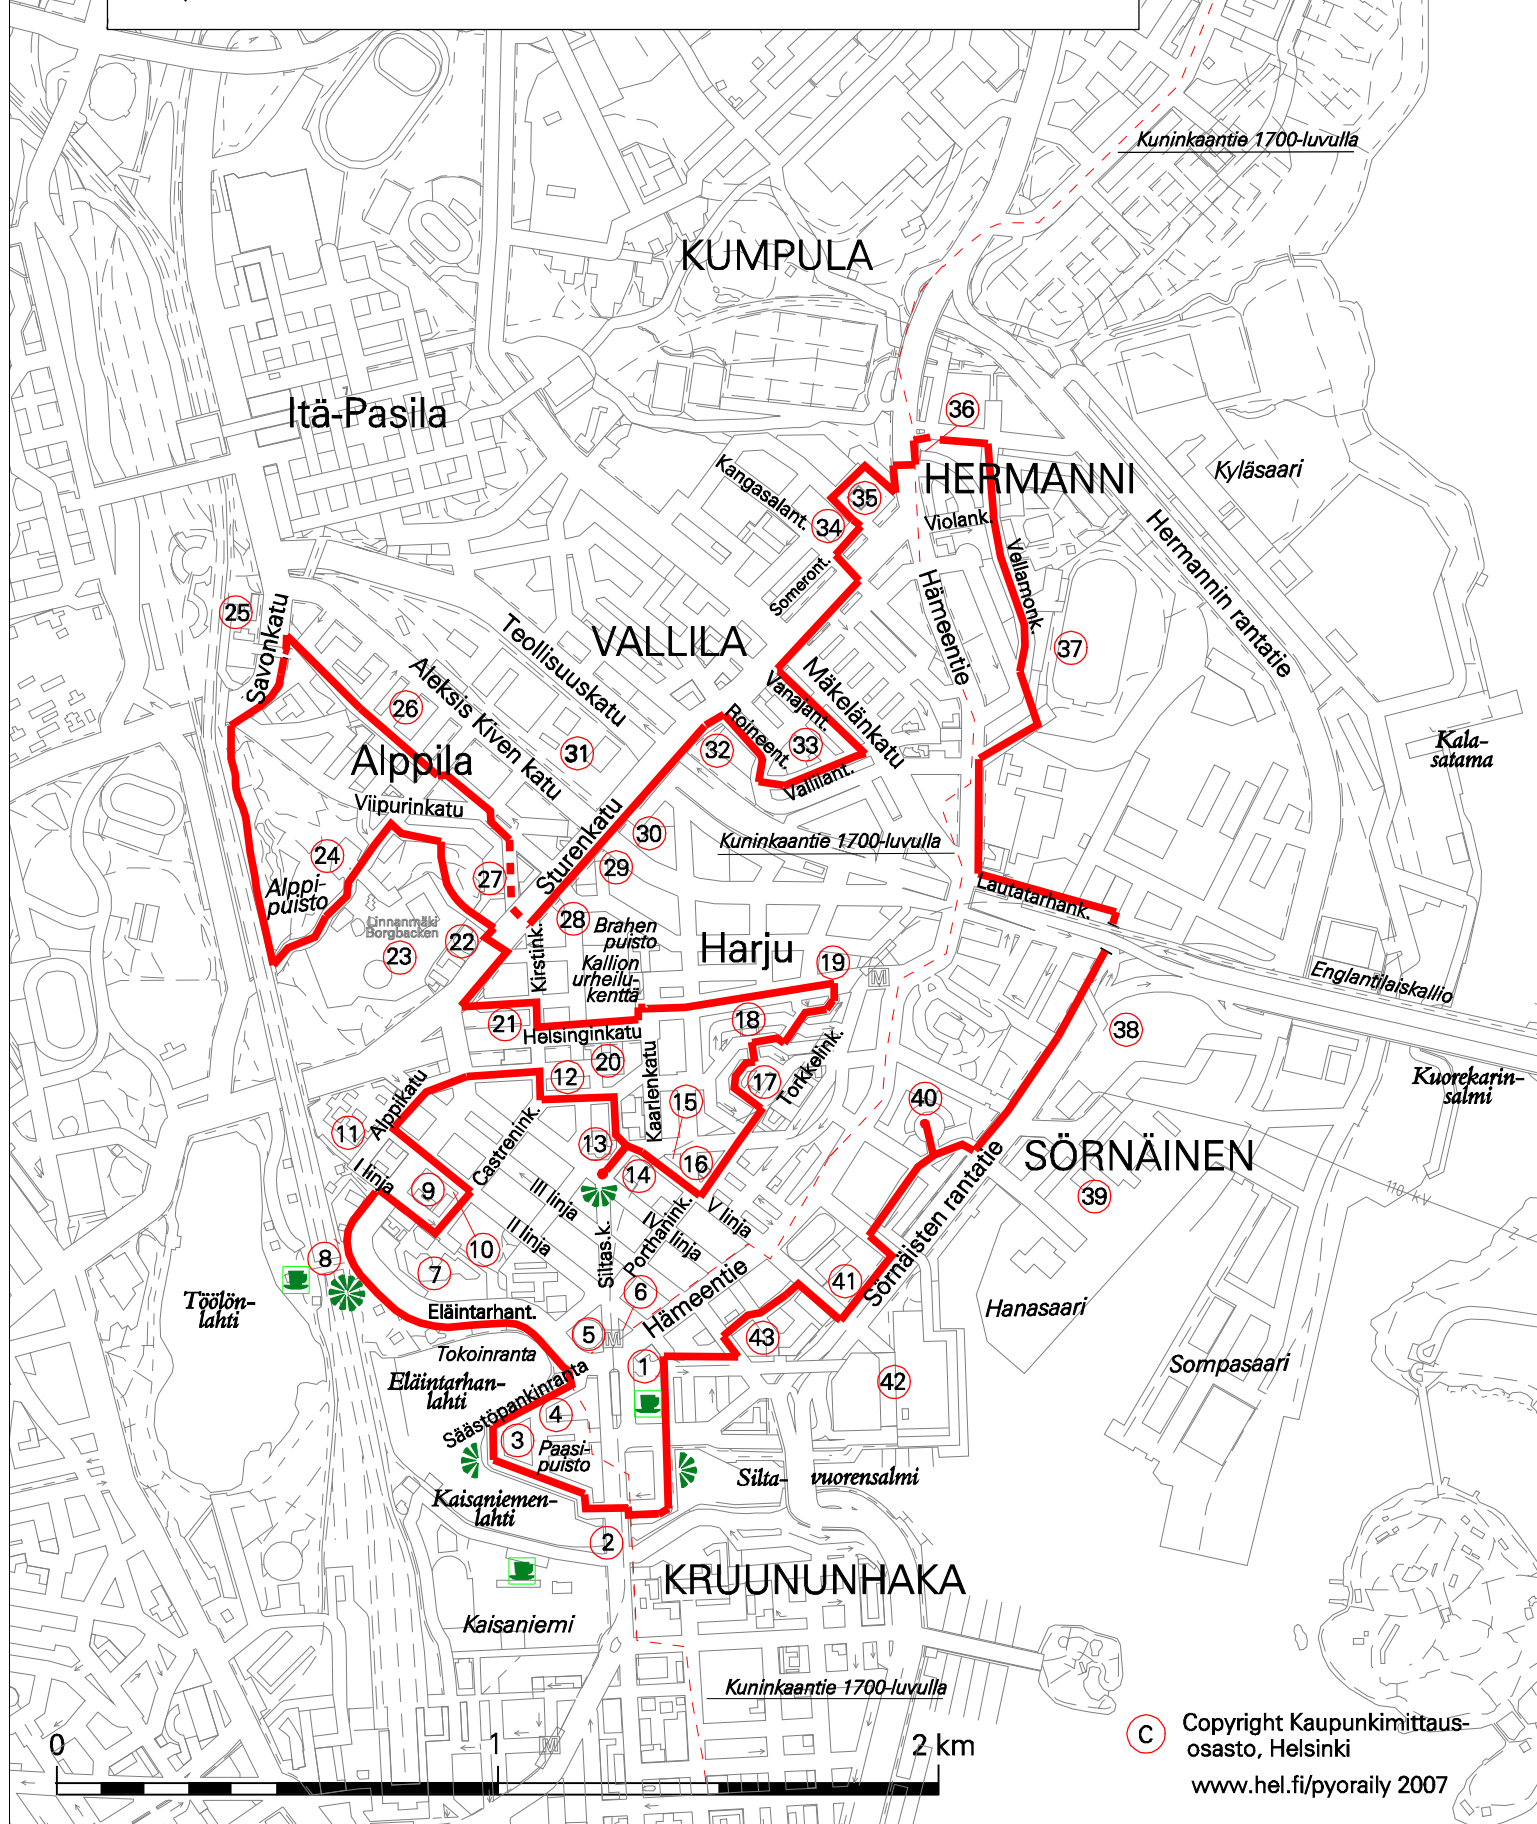 Kuninkaantie 1700-luvulla
KUMPULA
Itä-Pasila
36
Kangasalant.
HERMANNI
Kyläsaari
35
34
Violank.
Hermannin rantatie
Someront.
Vellamonk.
Hämeentie
25
Savonkatu
Teollisuuskatu
VALLILA
37
Aleksis Kiven katu
Mäkelänkatu
Vanajant.
26
Roineent.
31
32
33
Kala-
satama
Alppila
Vallilant.
Viipurinkatu
Sturenkatu
30
Kuninkaantie 1700-luvulla
24
29
27
Alppi-
puisto
Lautatarhank.
Linnanmäki
Borgbacken
28
Brahen
puisto
22
Kirstink.
Harju
23
Kallion
urheilu-
kenttä
19
M
Englantilaiskallio
21
18
38
Helsinginkatu
Torkkelink.
20
Kaarlenkatu
12
17
Kuorekarin-
salmi
Alppikatu
15
40
11
Castrenink.
13
SÖRNÄINEN
16
14
I linja
9
39
110 KV
III linja
V linja
IV linja
Porthanink.
II linja
Siltas.k.
10
8
7
Sörnäisten rantatie
41
6
Hämeentie
Töölön-
lahti
Eläintarhant.
Hanasaari
5
M
43
Tokoinranta
1
Sompasaari
Eläintarhan-
lahti
42
Säästöpankinranta
4
3
Paasi-
puisto
Silta-
vuorensalmi
Kaisaniemen-
lahti
2
KRUUNUNHAKA
Kaisaniemi
Kuninkaantie 1700-luvulla
0
1
M
2 km
C
Copyright Kaupunkimittaus-
osasto, Helsinki
www.hel.fi/pyoraily 2007